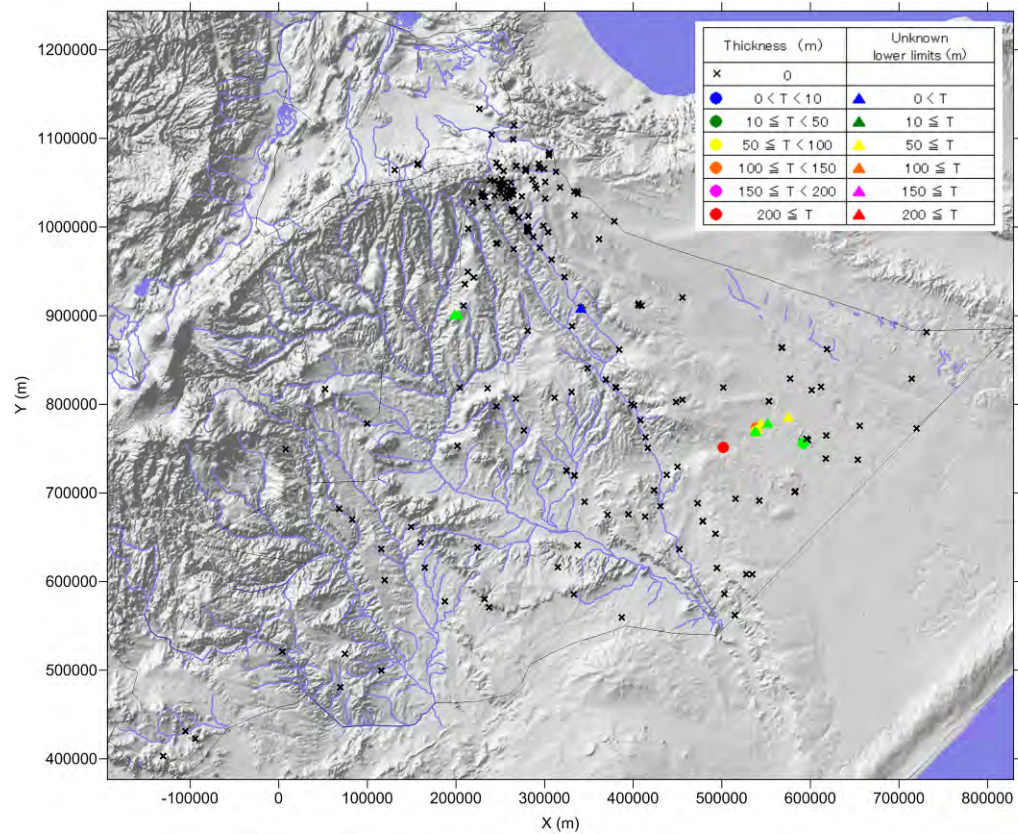 Thickness (m) Unknown lower limits (m)
× 0
0 < T < 10 0 < T
10 ≦ T < 50 10 ≦ T
50 ≦ T < 100 50 ≦ T
100 ≦ T < 150 100 ≦ T
150 ≦ T < 200 150 ≦ T
200 ≦ T 200 ≦ T
Y (m)
1200000
1100000
1000000
900000
800000
700000
600000
500000
400000
-100000 0 100000 200000 300000 400000 500000 600000 700000 800000
X (m)